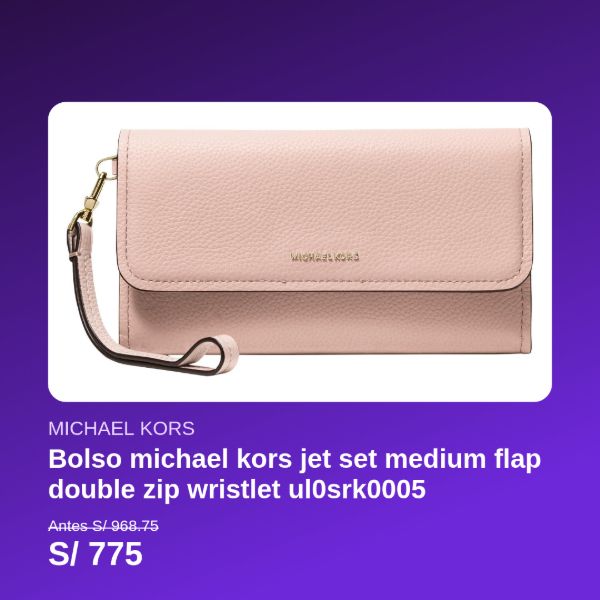 MICHAEL KORS
MICHAEL KORS
Bolso michael kors jet set medium flap
double zip wristlet ul0srk0005
Antes S/ 968.75
S/ 775